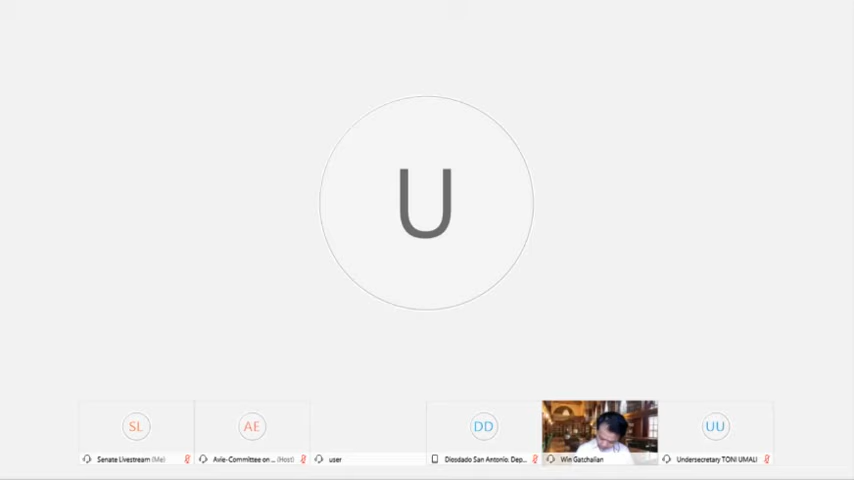 U
SL
AE
DD
UU
Senate Livestream (Me)
Avie-Committee on ... (Host)
user
Diosdado San Antonio. Dep...
Win Gatchalian
Undersecretary TONI UMALI